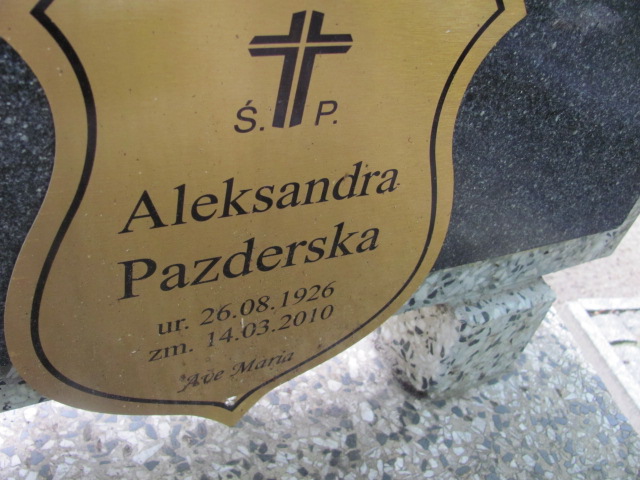 Ś. P.
Aleksandra
Pazderska
ur. 26.08.1926
zm. 14.03.2010
Ave Maria